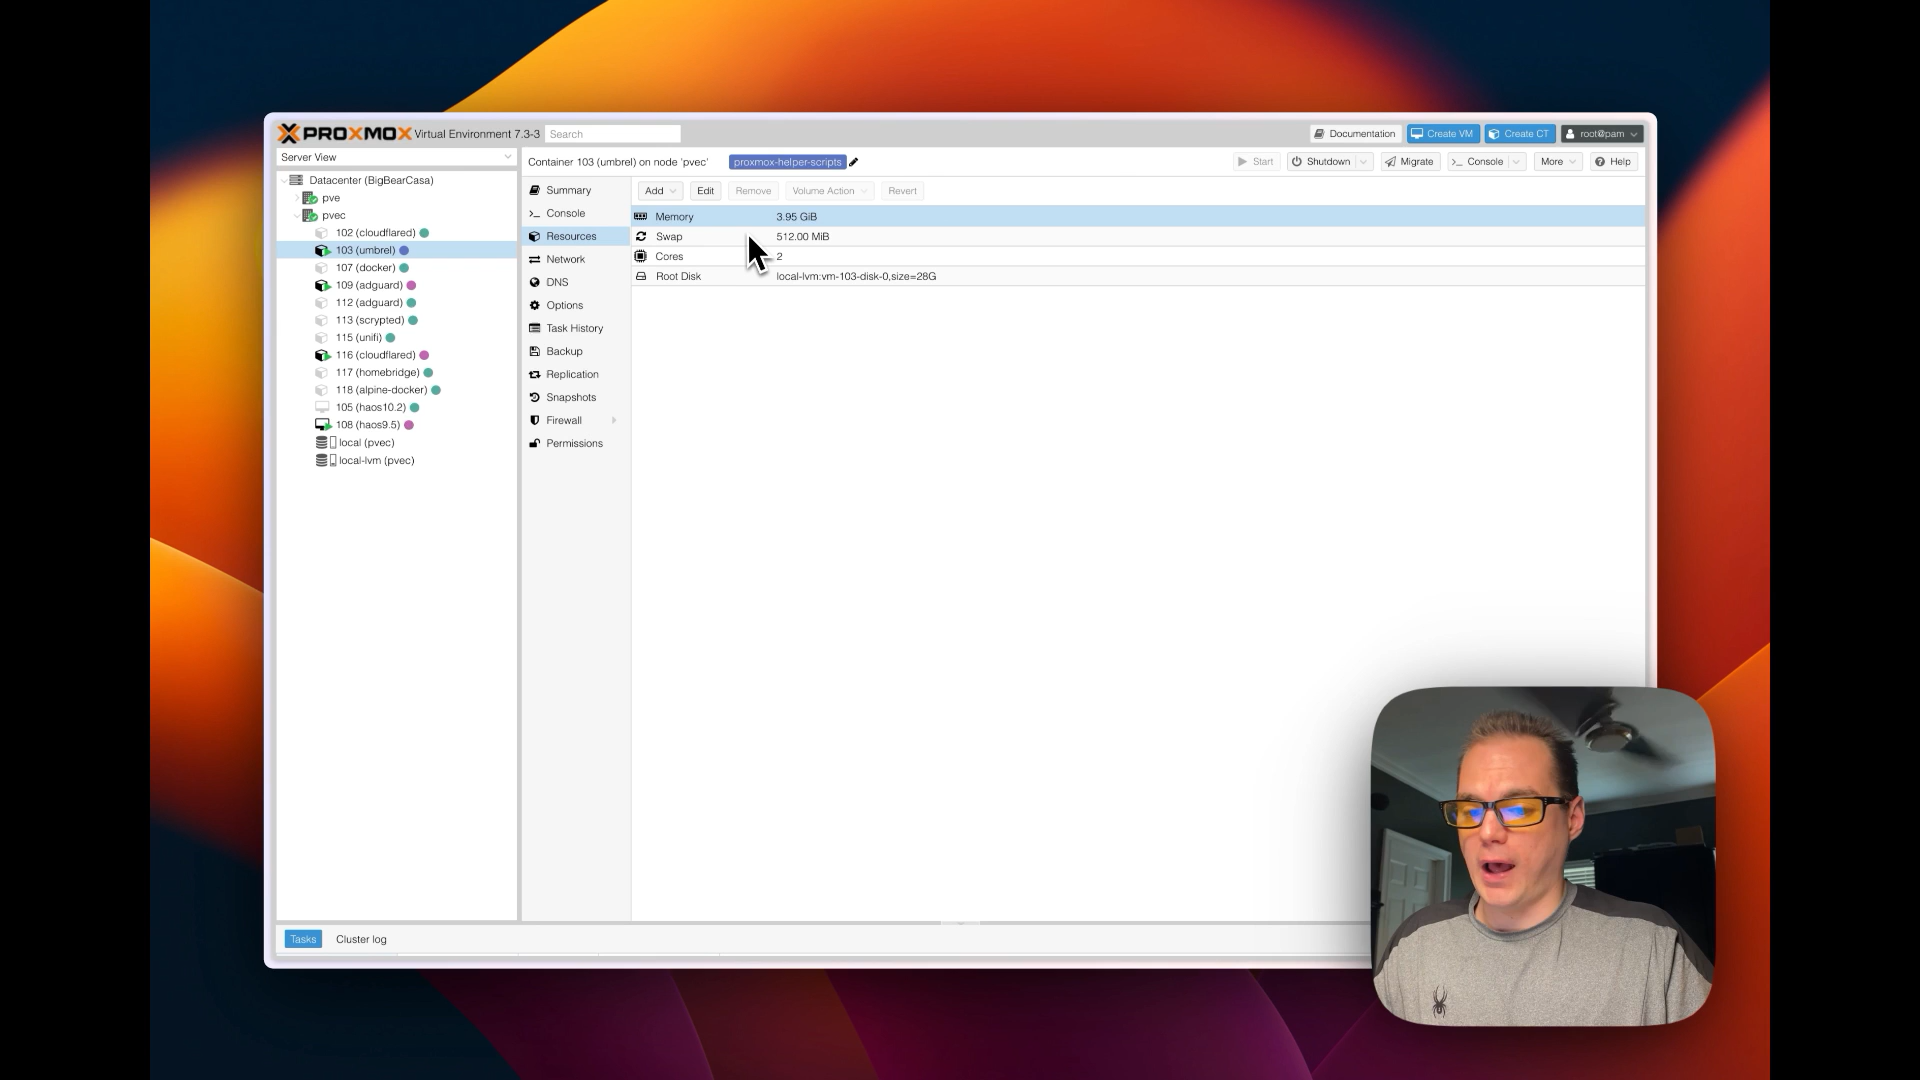 PROXMOX Virtual Environment 7.3-3 Search Documentation Create VM Create CT root@pam
Server View
Datacenter (BigBearCasa)
pve
pvec
102 (cloudflared)
103 (umbrel)
107 (docker)
109 (adguard)
112 (adguard)
113 (scrypted)
115 (unifi)
116 (cloudflared)
117 (homebridge)
118 (alpine-docker)
105 (haos10.2)
108 (haos9.5)
local (pvec)
local-lvm (pvec)
Container 103 (umbrel) on node 'pvec' proxmox-helper-scripts Start Shutdown Migrate Console More Help
Summary
Console
Resources
Network
DNS
Options
Task History
Backup
Replication
Snapshots
Firewall
Permissions
Add Edit Remove Volume Action Revert
Memory 3.95 GiB
Swap 512.00 MiB
Cores 2
Root Disk local-lvm:vm-103-disk-0,size=28G
Tasks Cluster log